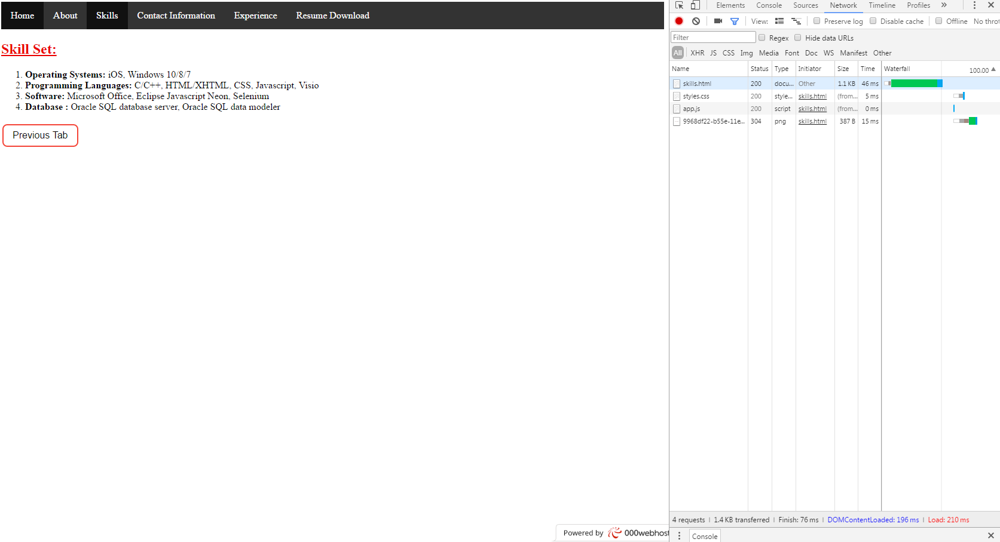 Home About Skills Contact Information Experience Resume Download
Skill Set:
1. Operating Systems: iOS, Windows 10/8/7
2. Programming Languages: C/C++, HTML/XHTML, CSS, Javascript, Visio
3. Software: Microsoft Office, Eclipse Javascript Neon, Selenium
4. Database : Oracle SQL database server, Oracle SQL data modeler
Previous Tab
Powered by 000webhost
Elements Console Sources Network Timeline Profiles »
View: Preserve log Disable cache Offline No throt
Filter Regex Hide data URLs
All XHR JS CSS Img Media Font Doc WS Manifest Other
Name Status Type Initiator Size Time Waterfall 100.00
skills.html 200 docu... Other 1.1 KB 46 ms
styles.css 200 style... skills.html (from... 5 ms
app.js 200 script skills.html (from... 0 ms
9968df22-b55e-11e... 304 png skills.html 387 B 15 ms
4 requests | 1.4 KB transferred | Finish: 76 ms | DOMContentLoaded: 196 ms | Load: 210 ms
Console